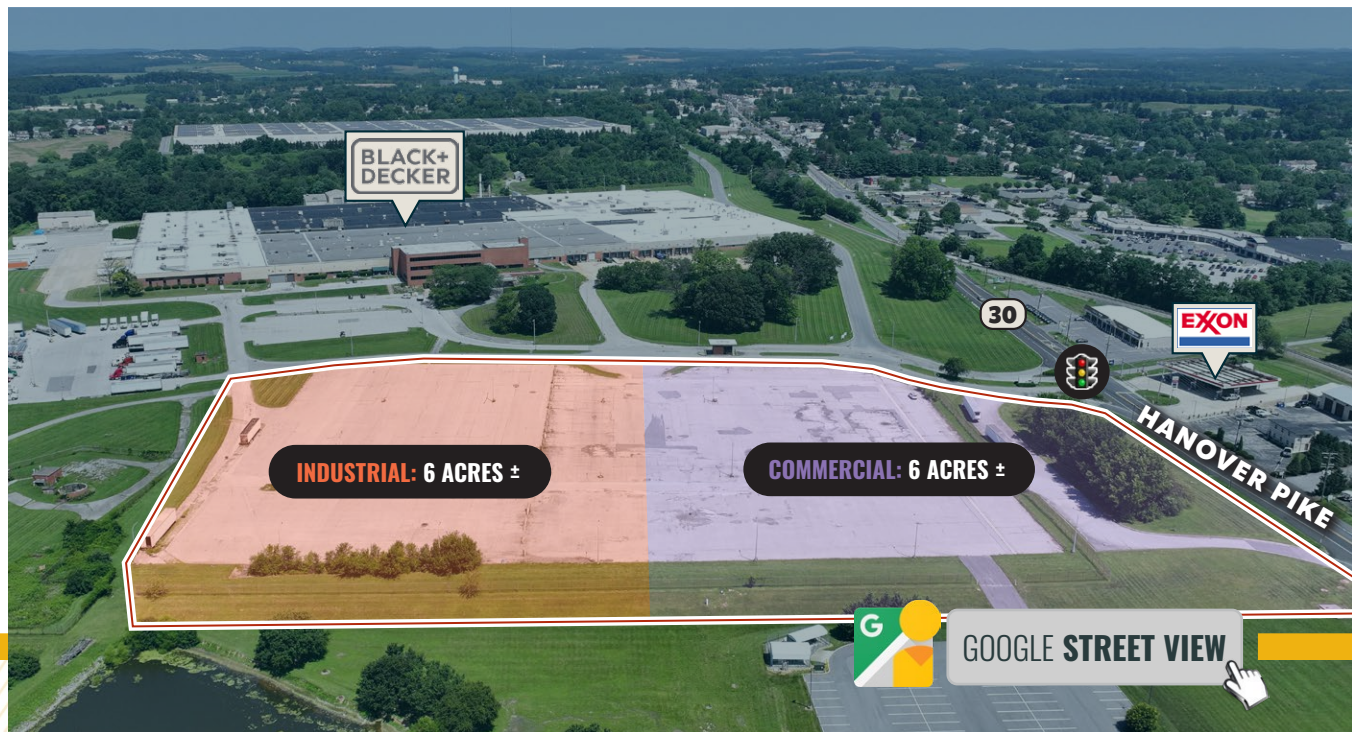 BLACK+
DECKER
30
EXXON
HANOVER PIKE
INDUSTRIAL: 6 ACRES ±
COMMERCIAL: 6 ACRES ±
G
GOOGLE STREET VIEW